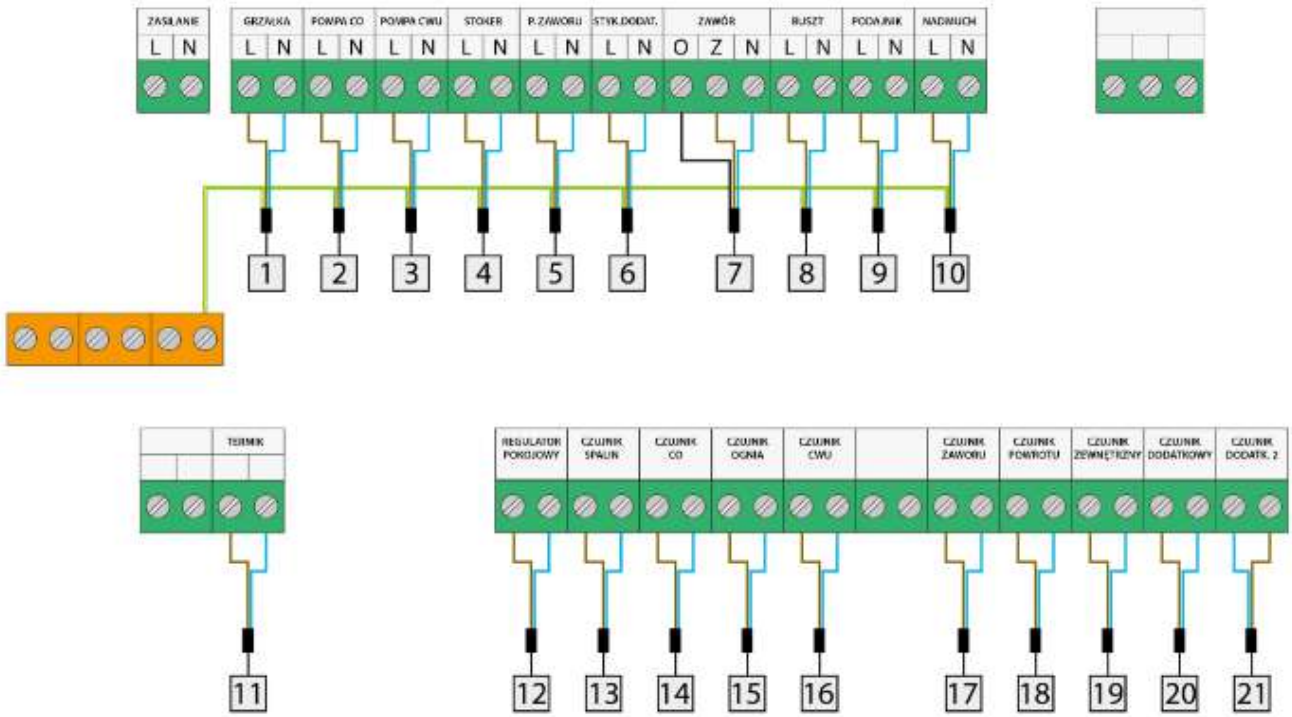 ZASILANIE GRZAŁKA POMPA CO POMPA CWU STOKER P. ZAWORU STYK.DODAT. ZAWÓR RUSZT PODAJNIK NADMUCH
L N L N L N L N L N L N L N O Z N L N L N L N
1 2 3 4 5 6 7 8 9 10
TERMIK
REGULATOR CZUJNIK CZUJNIK CZUJNIK CZUJNIK CZUJNIK CZUJNIK CZUJNIK CZUJNIK CZUJNIK
POKOJOWY SPALIN CO OGNIA CWU ZAWORU POWROTU ZEWNĘTRZNY DODATKOWY DODATK. 2
11 12 13 14 15 16 17 18 19 20 21